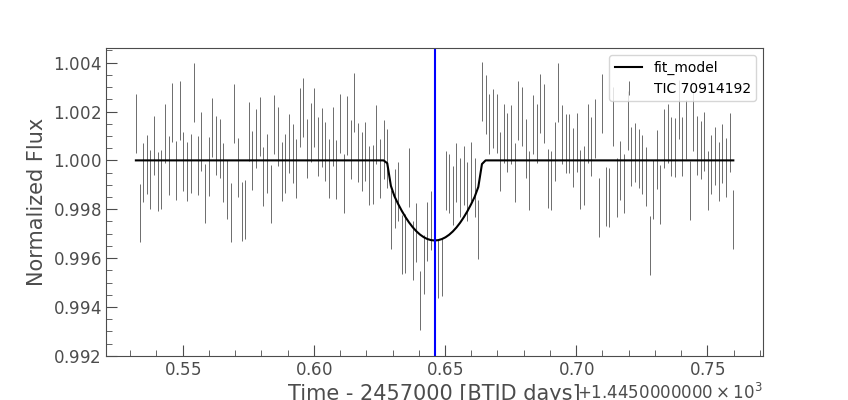 1.004
1.002
1.000
0.998
0.996
0.994
0.992
Normalized Flux
fit_model
TIC 70914192
0.55 0.60 0.65 0.70 0.75
Time - 2457000 [BTJD days]
+1.4450000000 × 10³